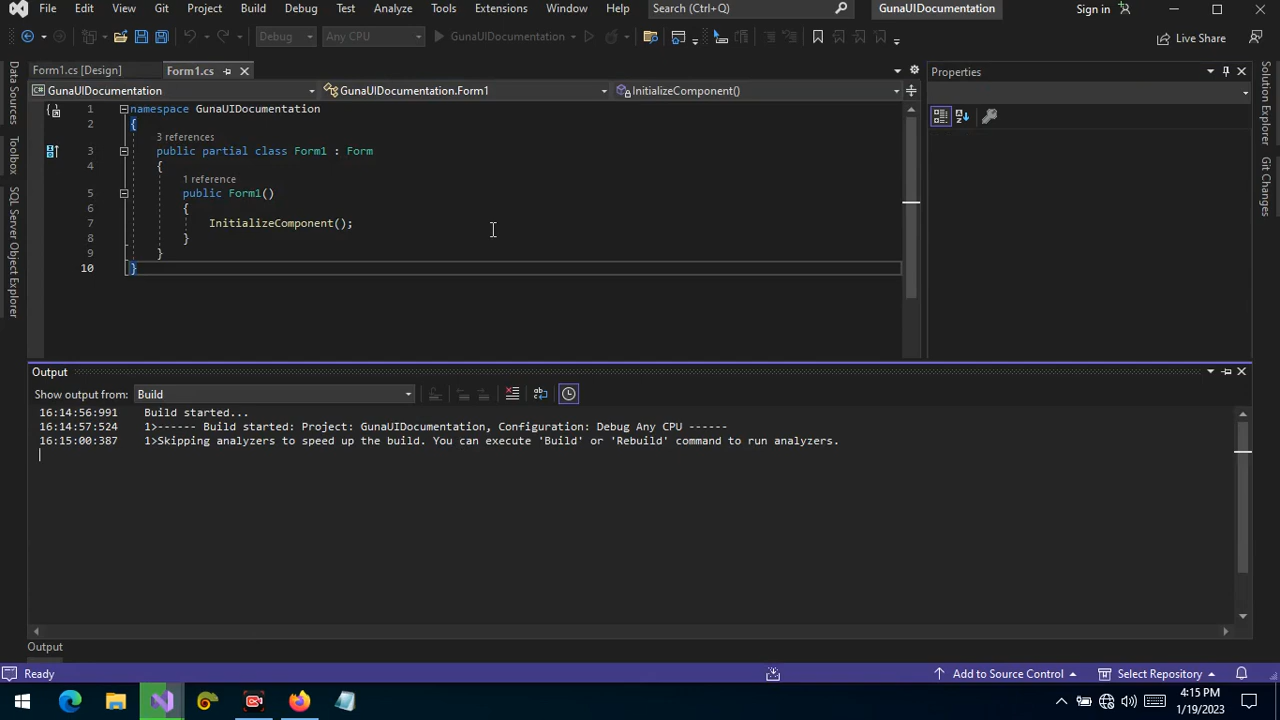 File Edit View Git Project Build Debug Test Analyze Tools Extensions Window Help Search (Ctrl+Q) GunaUIDocumentation Sign in
Debug Any CPU GunaUIDocumentation Live Share
Form1.cs [Design] Form1.cs Properties
GunaUIDocumentation GunaUIDocumentation.Form1 InitializeComponent()
Data Sources
Toolbox
SQL Server Object Explorer
Solution Explorer
Git Changes
1 namespace GunaUIDocumentation
2 {
3 references
3 public partial class Form1 : Form
4 {
1 reference
5 public Form1()
6 {
7 InitializeComponent();
8 }
9 }
10 }
Output
Show output from: Build
16:14:56:991 Build started...
16:14:57:524 1>------ Build started: Project: GunaUIDocumentation, Configuration: Debug Any CPU ------
16:15:00:387 1>Skipping analyzers to speed up the build. You can execute 'Build' or 'Rebuild' command to run analyzers.
Output
Ready Add to Source Control Select Repository
4:15 PM
1/19/2023